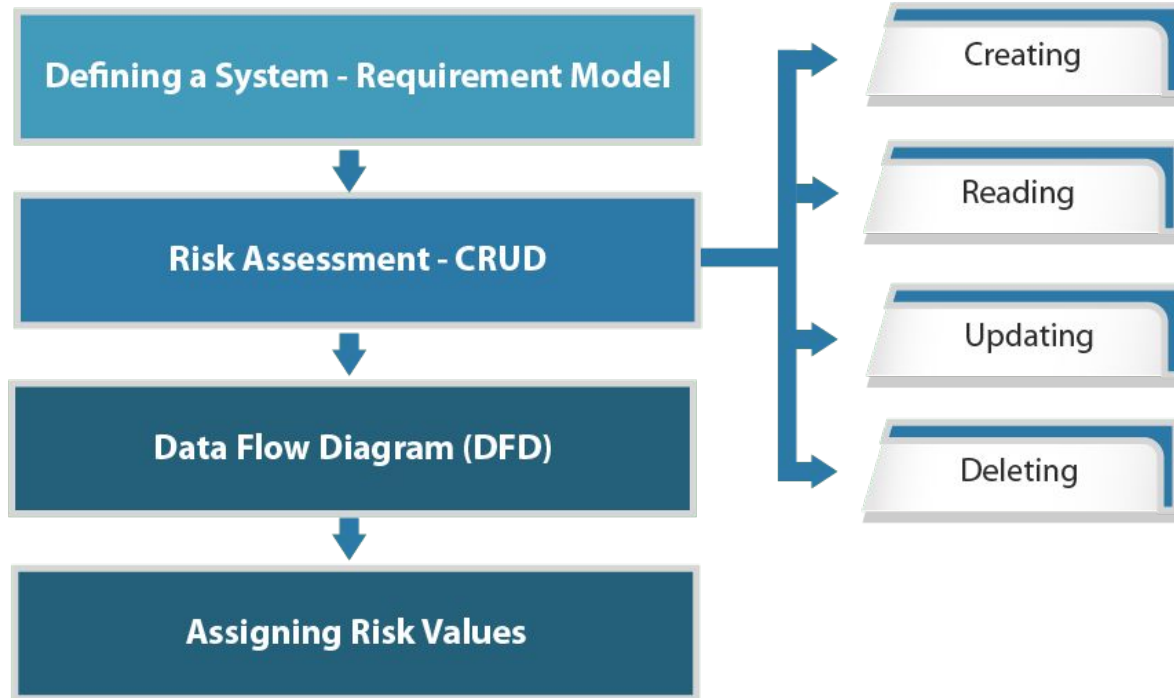 Defining a System - Requirement Model
Risk Assessment - CRUD
Data Flow Diagram (DFD)
Assigning Risk Values
Creating
Reading
Updating
Deleting